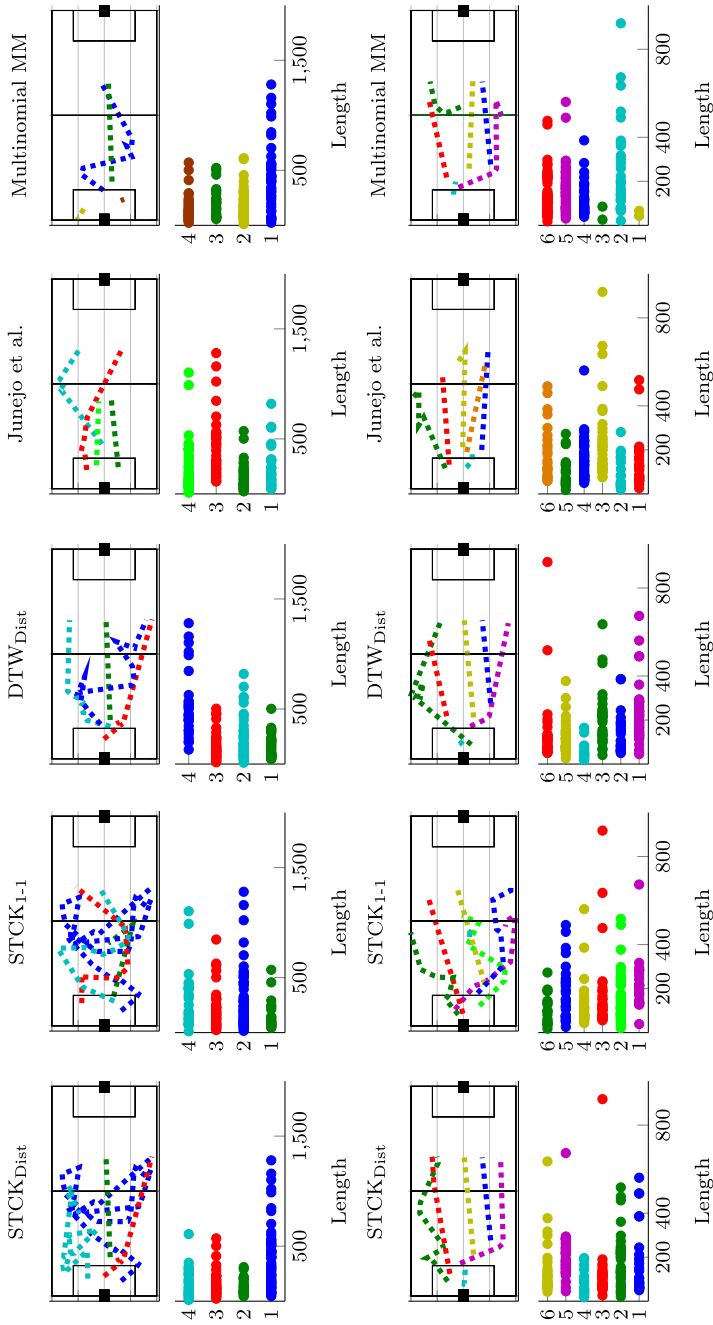 STCK_Dist STCK_1-1 DTW_Dist Junejo et al. Multinomial MM
4 4 4 4 4
3 3 3 3 3
2 2 2 2 2
1 1 1 1 1
500 1,500 500 1,500 500 1,500 500 1,500 500 1,500
Length Length Length Length Length
STCK_Dist STCK_1-1 DTW_Dist Junejo et al. Multinomial MM
6 6 6 6 6
5 5 5 5 5
4 4 4 4 4
3 3 3 3 3
2 2 2 2 2
1 1 1 1 1
200 400 800 200 400 800 200 400 800 200 400 800 200 400 800
Length Length Length Length Length